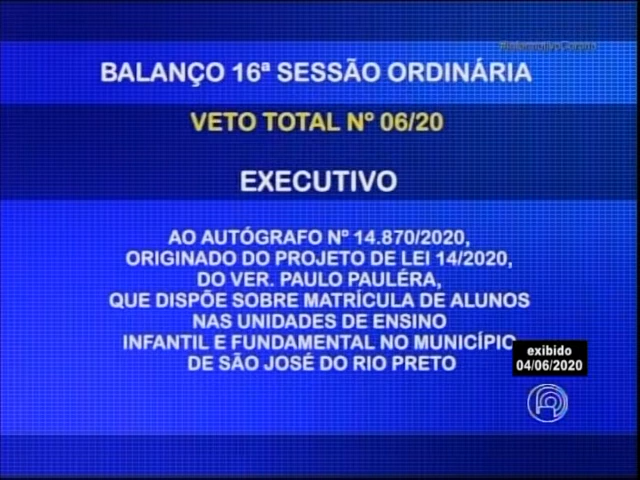 #InformativoCorona
BALANÇO 16ª SESSÃO ORDINÁRIA
VETO TOTAL Nº 06/20
EXECUTIVO
AO AUTÓGRAFO Nº 14.870/2020,
ORIGINADO DO PROJETO DE LEI 14/2020,
DO VER. PAULO PAULÉRA,
QUE DISPÕE SOBRE MATRÍCULA DE ALUNOS
NAS UNIDADES DE ENSINO
INFANTIL E FUNDAMENTAL NO MUNICÍPIO
DE SÃO JOSÉ DO RIO PRETO
exibido
04/06/2020